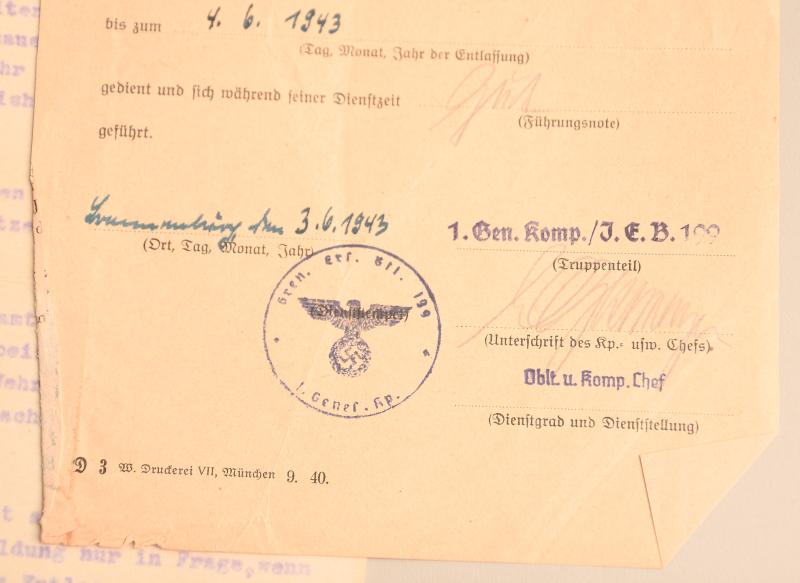 bis zum 4. 6. 1943
(Tag, Monat, Jahr der Entlassung)
gedient und sich während seiner Dienstzeit Gut
(Führungsnote)
geführt.
den 3.6.1943
(Ort, Tag, Monat, Jahr)
1. Gen. Komp./J. E. B. 199
(Truppenteil)
Gren. Ers. Btl. 199
(Dienststempel)
1. Genes. Kp.
(Unterschrift des Kp.- usw. Chefs)
Oblt. u. Komp. Chef
(Dienstgrad und Dienststellung)
D 3 W. Druckerei VII, München 9. 40.
ldung nur in Frage, wenn